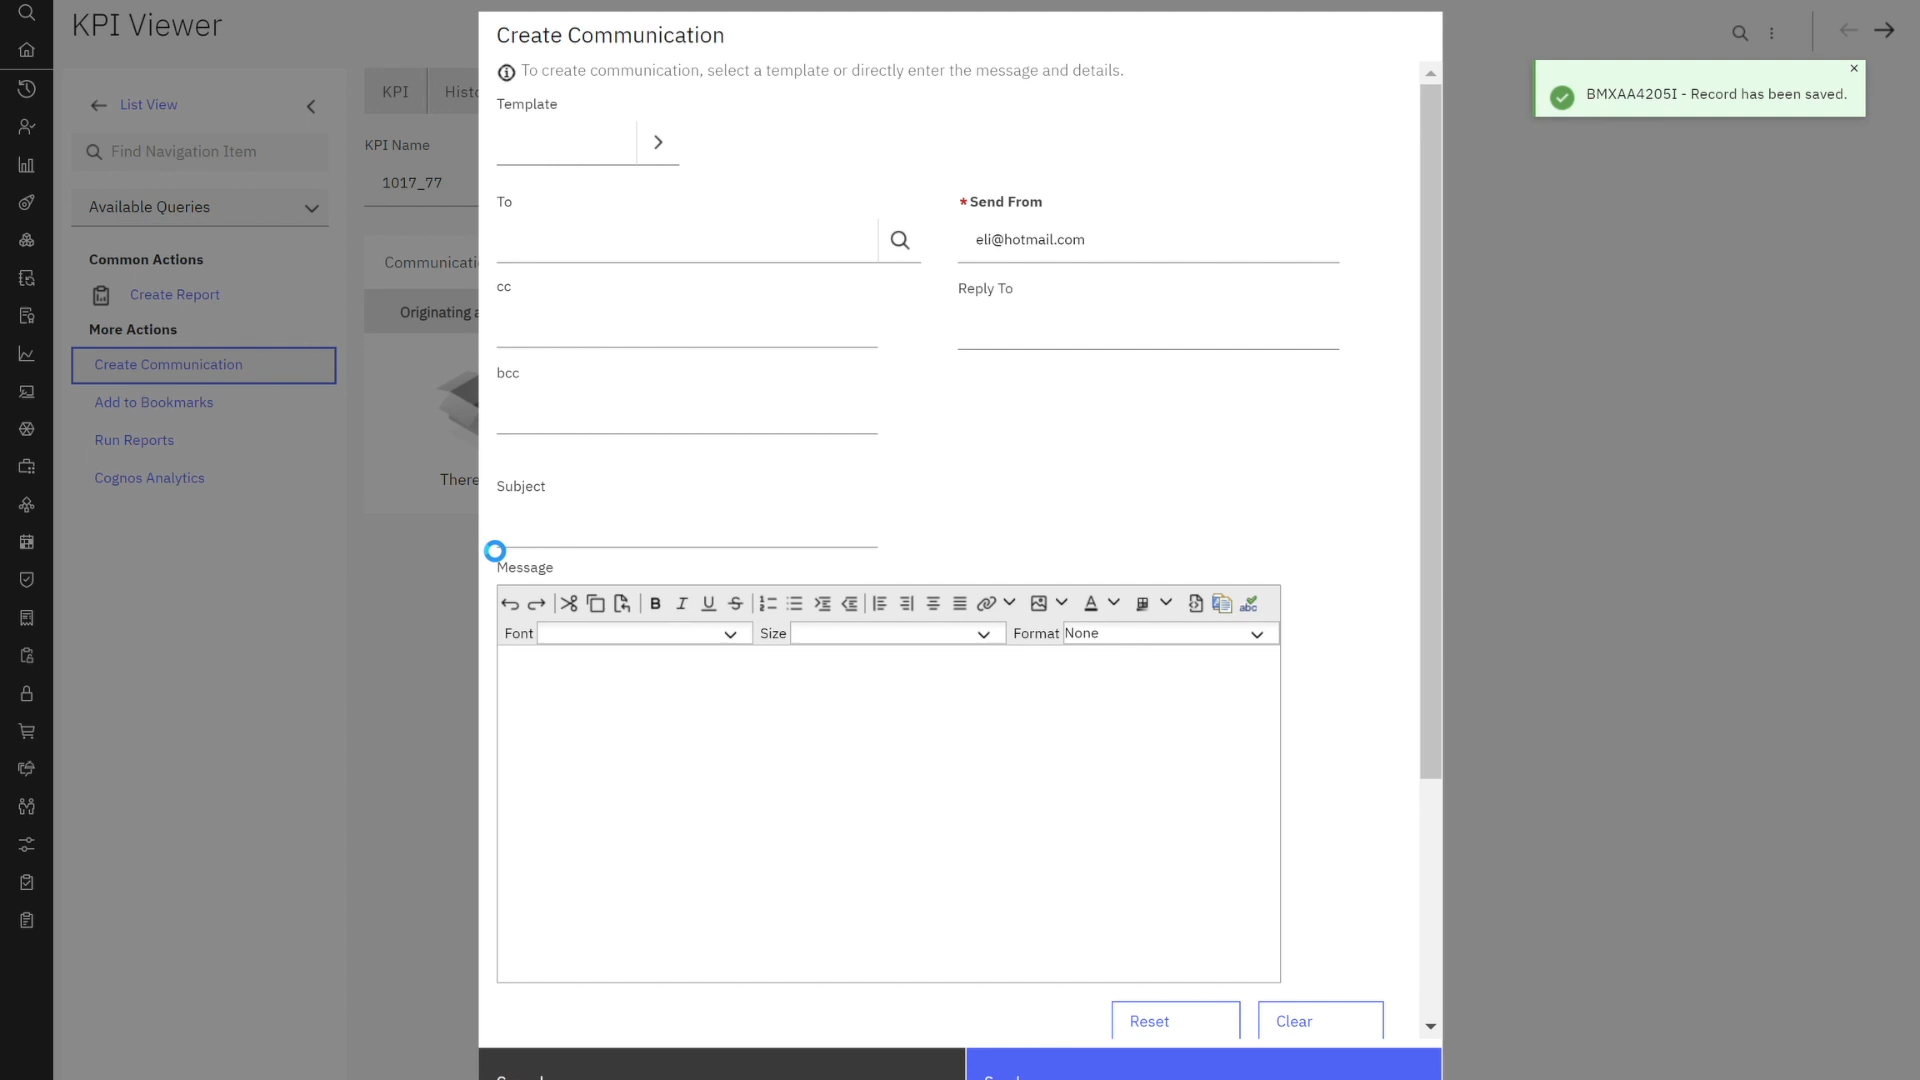 KPI Viewer
List View
Find Navigation Item
Available Queries
Common Actions
Create Report
More Actions
Create Communication
Add to Bookmarks
Run Reports
Cognos Analytics
KPI
Histo
KPI Name
1017_77
Communicati
Originating a
There
Create Communication
To create communication, select a template or directly enter the message and details.
Template
To
* Send From
eli@hotmail.com
cc
Reply To
bcc
Subject
Message
Font
Size
Format None
Reset
Clear
BMXAA4205I - Record has been saved.